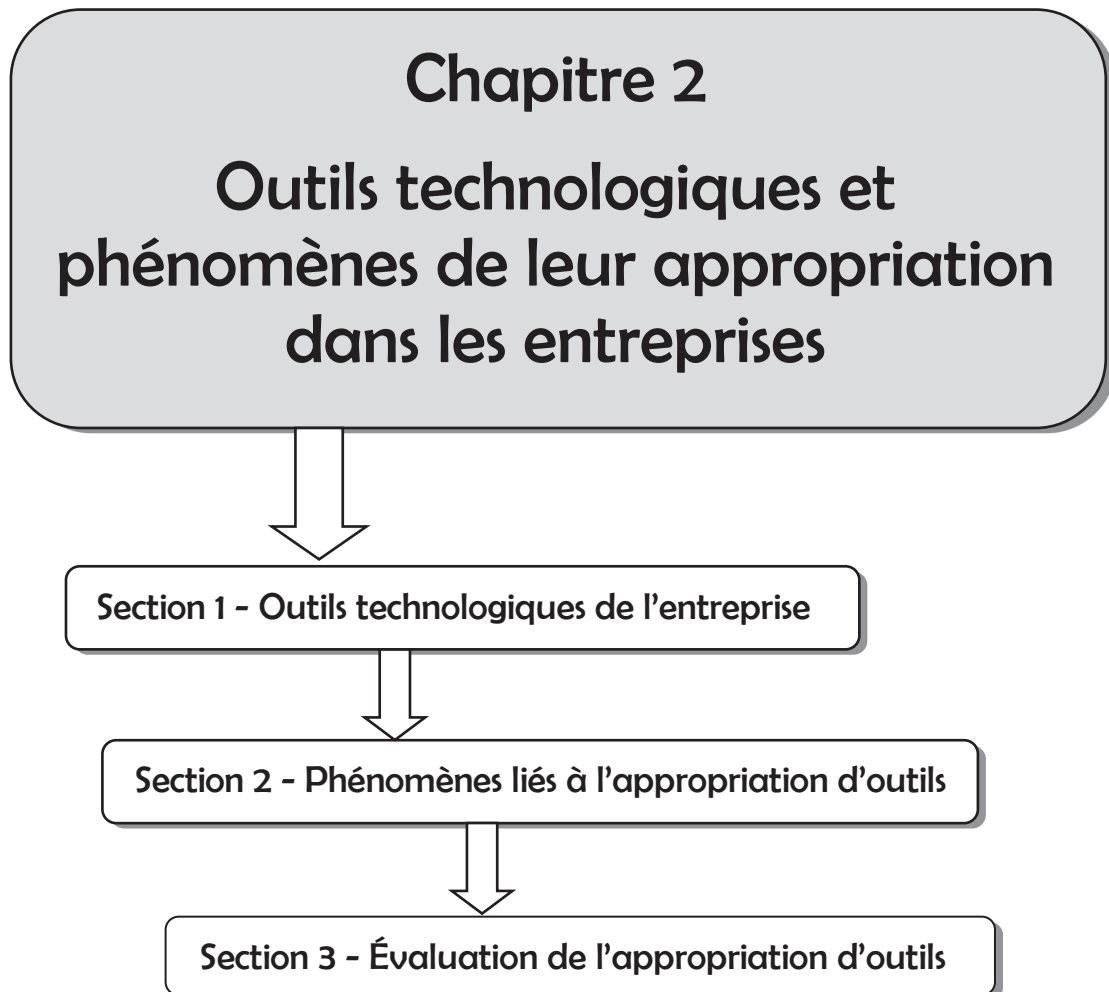 Chapitre 2
Outils technologiques et
phénomènes de leur appropriation
dans les entreprises
Section 1 - Outils technologiques de l’entreprise
Section 2 - Phénomènes liés à l’appropriation d’outils
Section 3 - Évaluation de l’appropriation d’outils